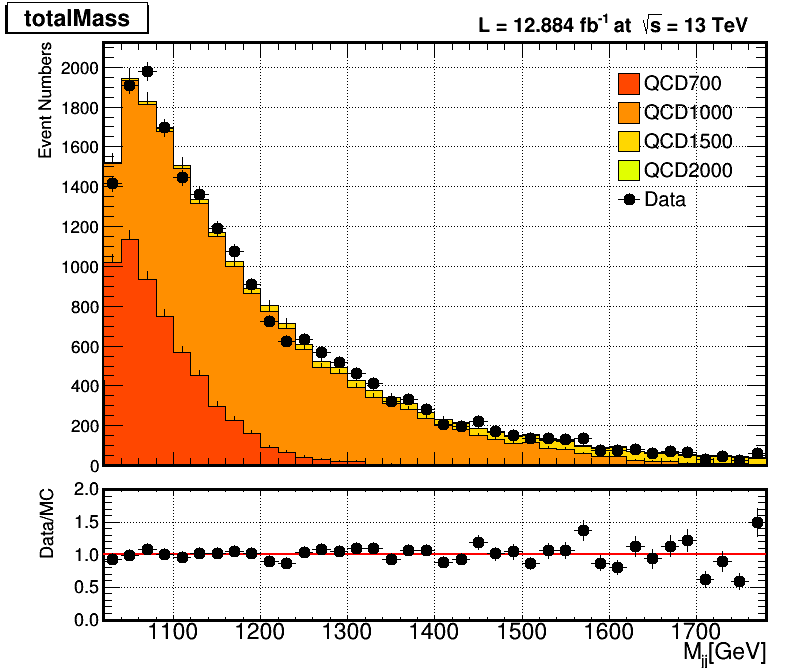 totalMass
L = 12.884 fb⁻¹ at √s = 13 TeV
Event Numbers
2000
1800
1600
1400
1200
1000
800
600
400
200
0
QCD700
QCD1000
QCD1500
QCD2000
Data
Data/MC
2.0
1.5
1.0
0.5
0.0
1100 1200 1300 1400 1500 1600 1700
M_jj[GeV]